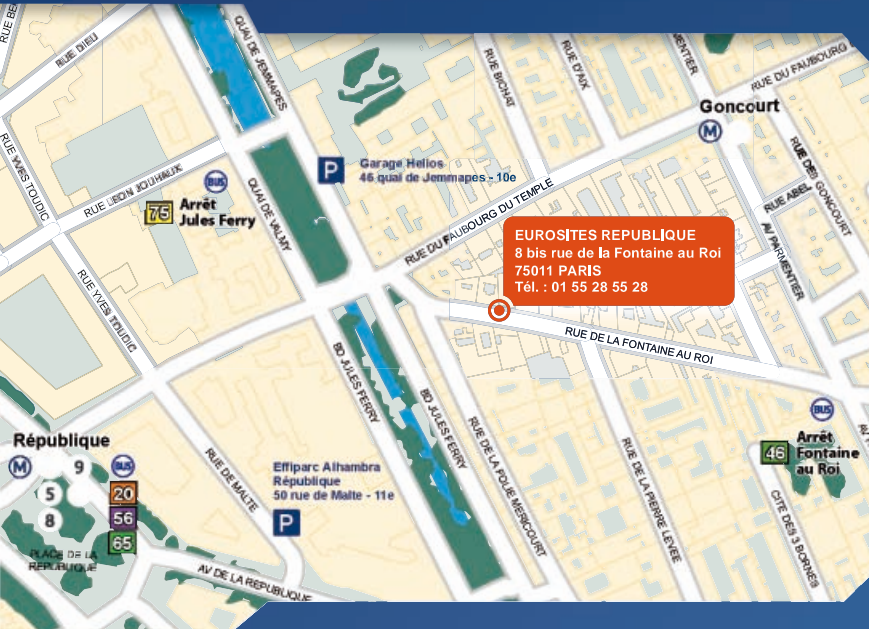 RUE DIEU
QUAI DE JEMMAPES
RUE BICHAT
RUE D'AIX
RUE DU FAUBOURG
Goncourt
M
RUE YVES TOUDIC
RUE LEON JOUHAUX
BUS
75 Arrêt
Jules Ferry
QUAI DE VALMY
P
Garage Helios
46 quai de Jemmapes - 10e
RUE DU FAUBOURG DU TEMPLE
RUE DES GONCOURT
RUE ABEL
AV PARMENTIER
EUROSITES REPUBLIQUE
8 bis rue de la Fontaine au Roi
75011 PARIS
Tél. : 01 55 28 55 28
RUE YVES TOUDIC
RUE DE LA FONTAINE AU ROI
BD JULES FERRY
BD JULES FERRY
RUE DE LA FOLIE MERICOURT
RUE DE LA PIERRE LEVEE
BUS
Arrêt
46 Fontaine
au Roi
CITE DES 3 BORNES
République
M
9
5
8
BUS
20
56
65
RUE DE MALTE
Effiparc Alhambra
République
50 rue de Malte - 11e
P
PLACE DE LA
REPUBLIQUE
AV DE LA REPUBLIQUE